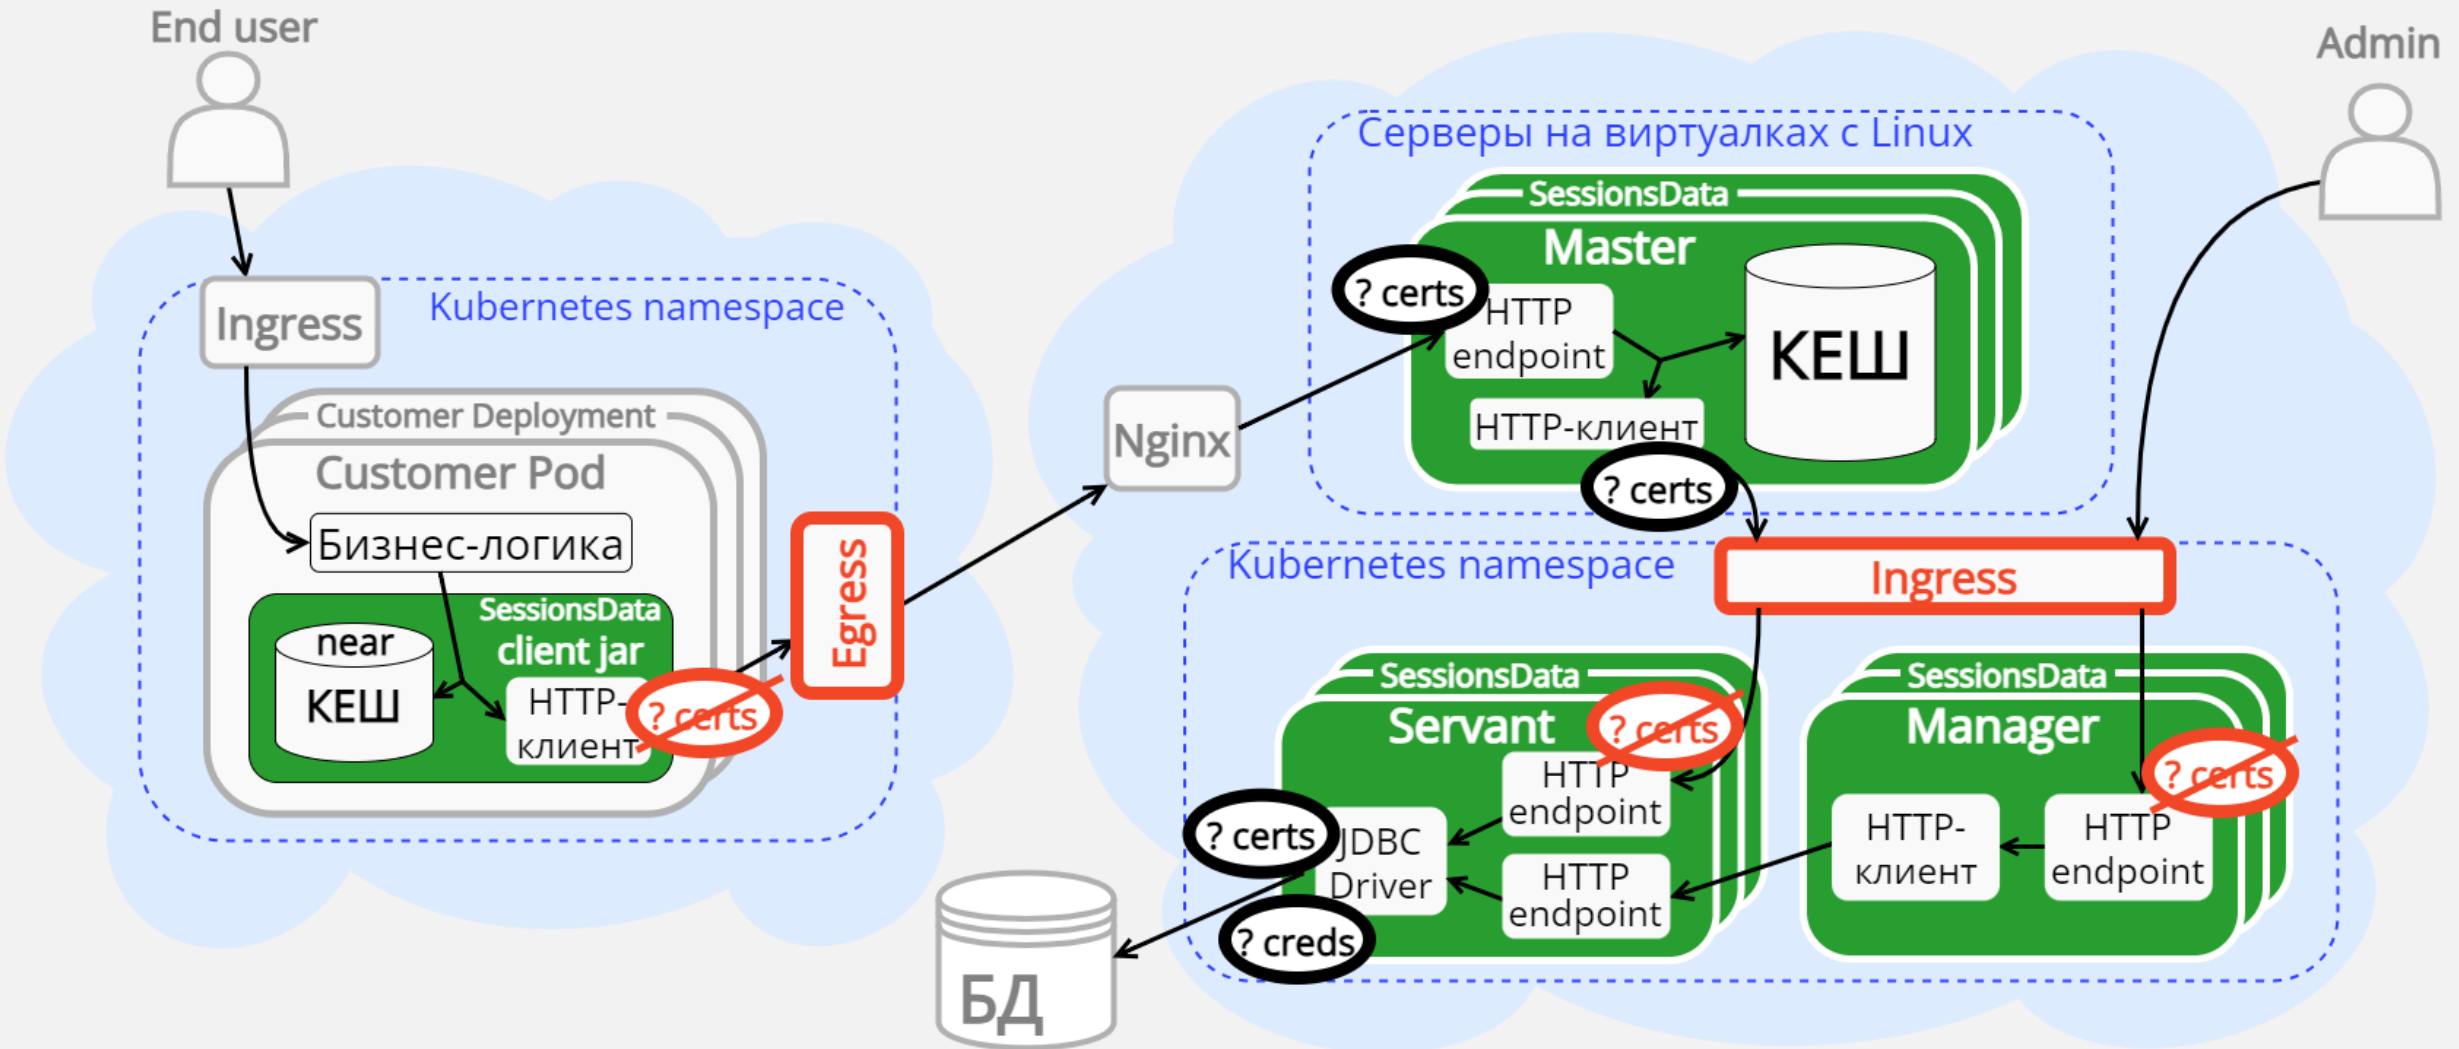 End user
Admin
Серверы на виртуалках с Linux
SessionsData
Master
? certs
HTTP
endpoint
КЕШ
HTTP-клиент
? certs
Kubernetes namespace
Ingress
Customer Deployment
Customer Pod
Бизнес-логика
SessionsData
client jar
near
КЕШ
HTTP-
клиент
? certs
Egress
Nginx
Kubernetes namespace
Ingress
SessionsData
Servant
? certs
HTTP
endpoint
? certs
JDBC
Driver
HTTP
endpoint
? creds
SessionsData
Manager
? certs
HTTP-
клиент
HTTP
endpoint
БД